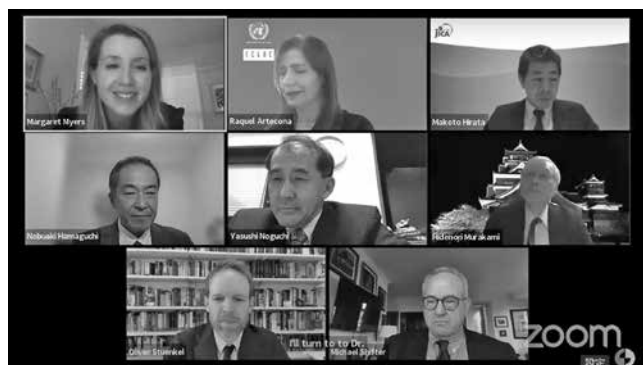 ECLAC
JICA
Margaret Myers
Raquel Artecona
Makoto Hirata
Nobuaki Hamaguchi
Yasushi Noguchi
Hidenori Murakami
I'll turn to to Dr.
Oliver Stuenkel
Michael Shifter
zoom